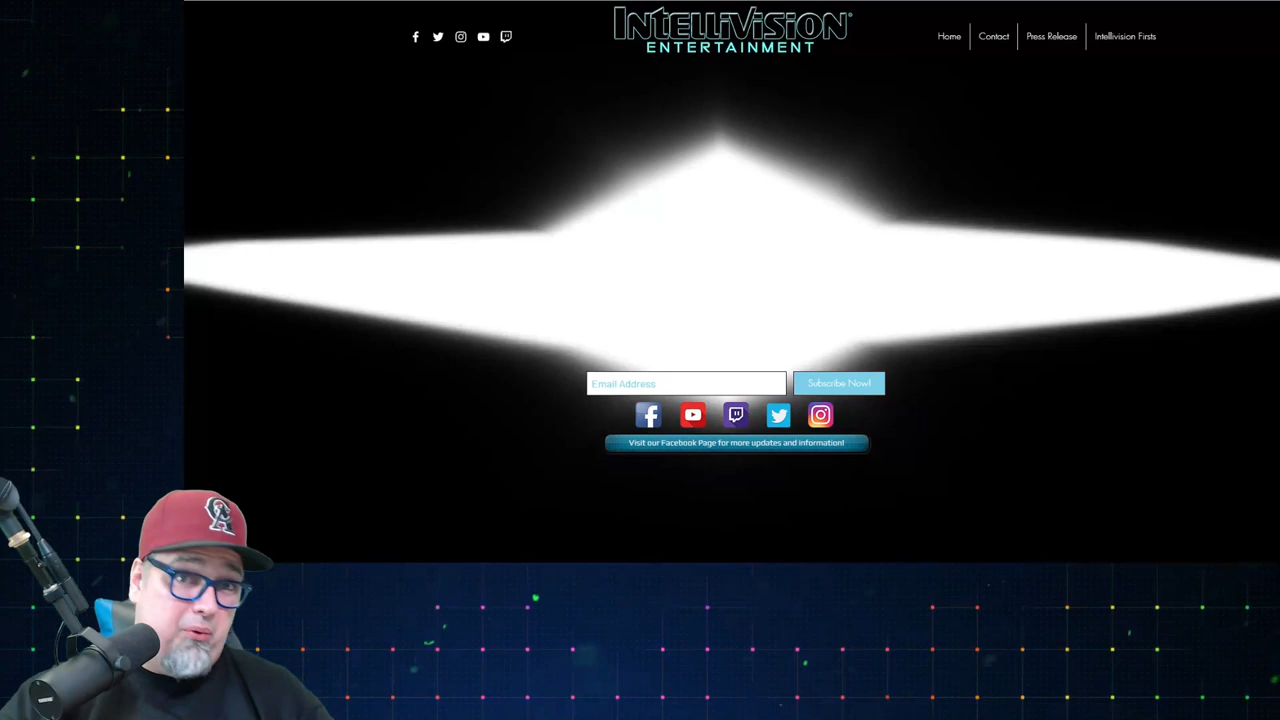 INTELLIVISION®
ENTERTAINMENT
Home
Contact
Press Release
Intellivision Firsts
Email Address
Subscribe Now!
Visit our Facebook Page for more updates and information!
CA